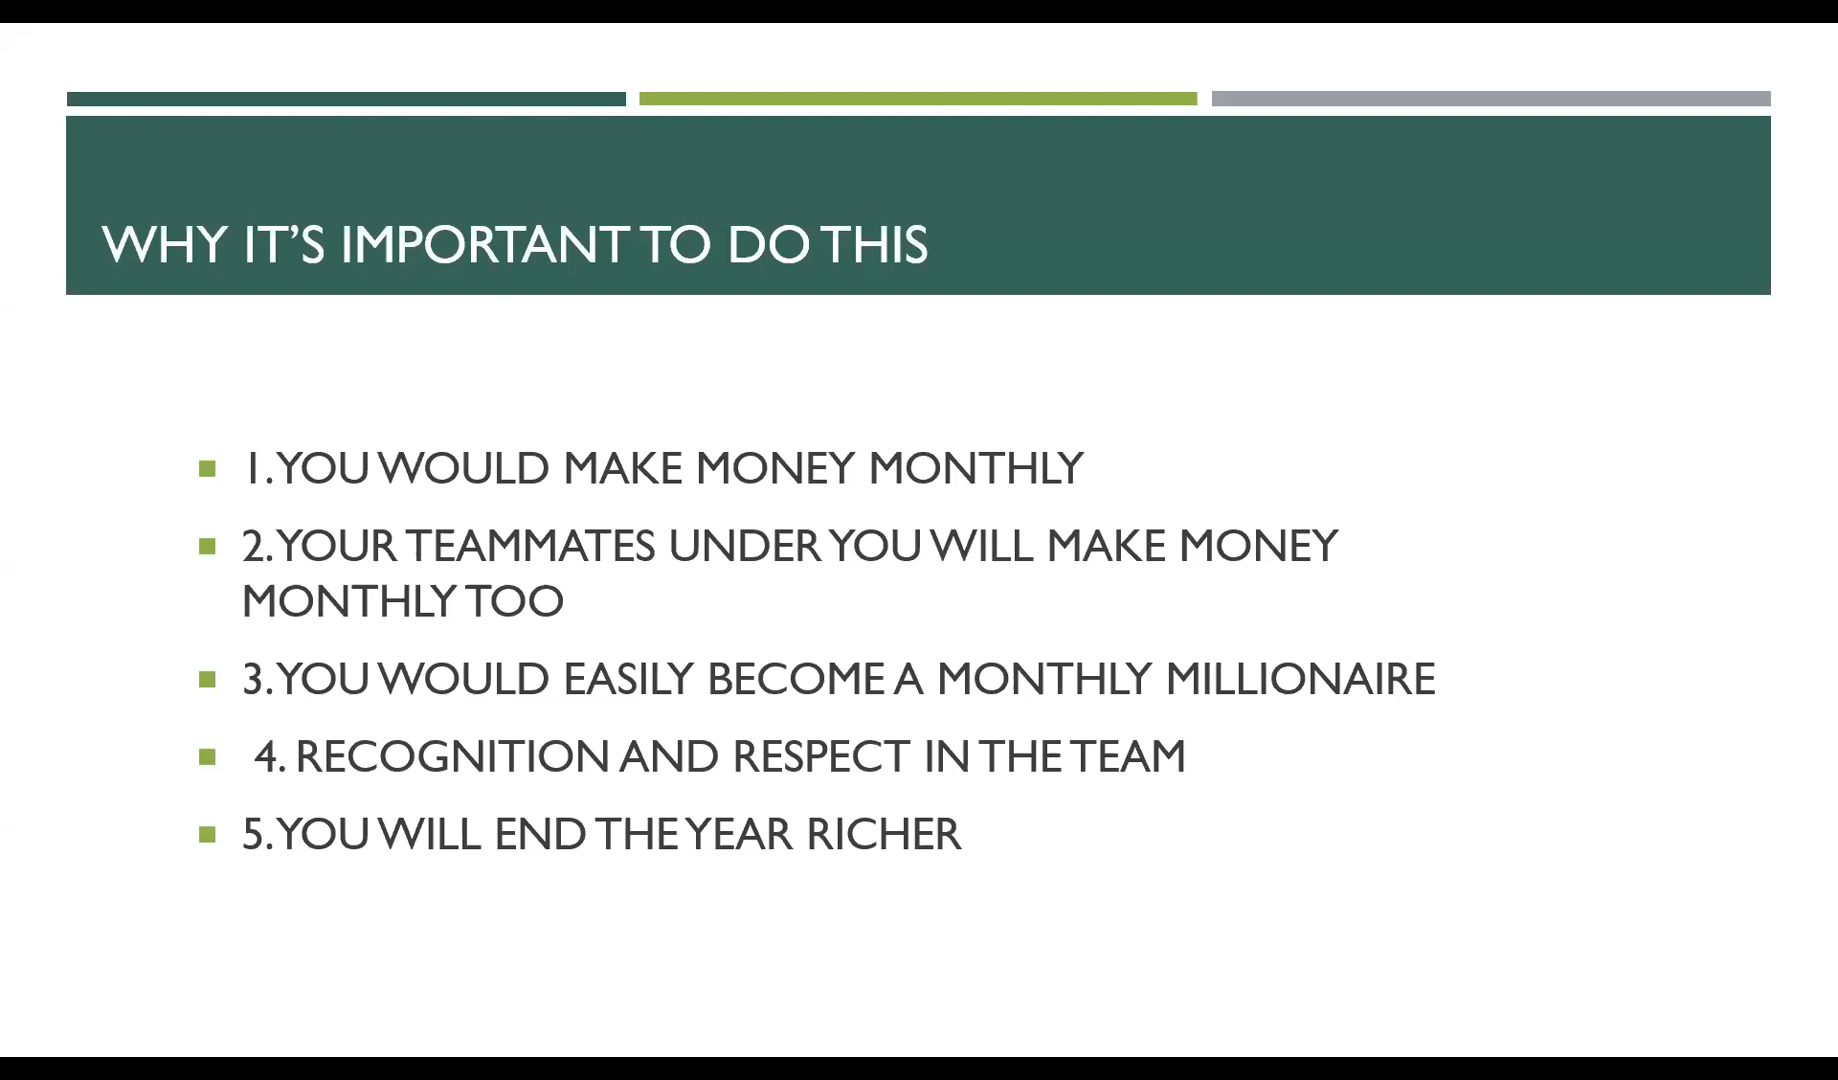 WHY IT’S IMPORTANT TO DO THIS
1. YOU WOULD MAKE MONEY MONTHLY
2. YOUR TEAMMATES UNDER YOU WILL MAKE MONEY
MONTHLY TOO
3. YOU WOULD EASILY BECOME A MONTHLY MILLIONAIRE
4. RECOGNITION AND RESPECT IN THE TEAM
5. YOU WILL END THE YEAR RICHER